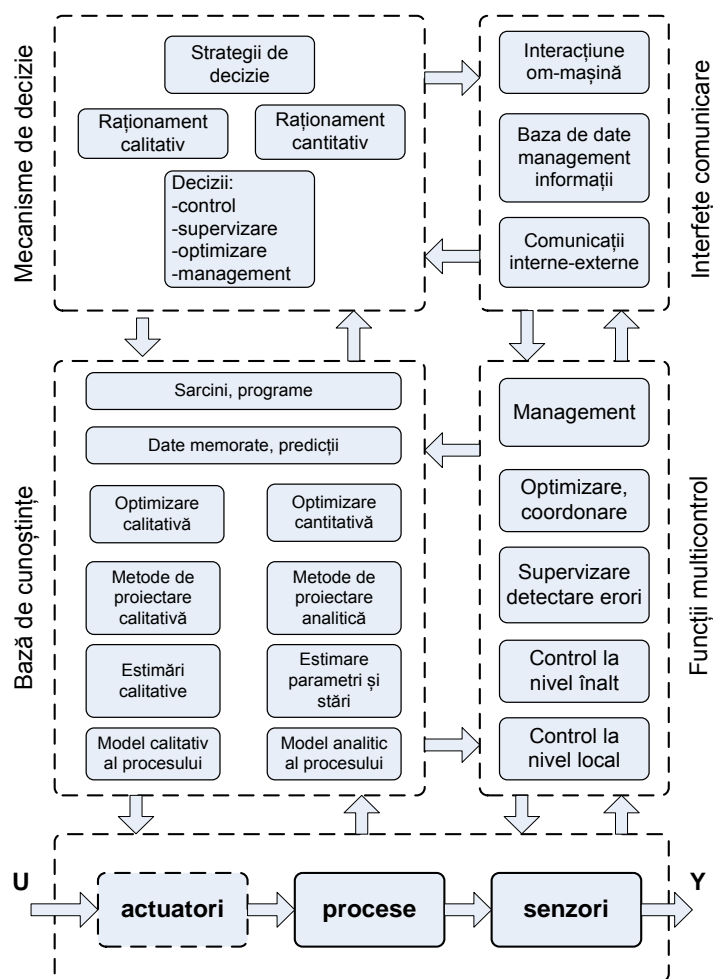 Mecanisme de decizie
Strategii de
decizie
Raționament
calitativ
Raționament
cantitativ
Decizii:
-control
-supervizare
-optimizare
-management
Interacțiune
om-mașină
Baza de date
management
informații
Comunicații
interne-externe
Interfețe comunicare
Bază de cunoștințe
Sarcini, programe
Date memorate, predicții
Optimizare
calitativă
Optimizare
cantitativă
Metode de
proiectare
calitativă
Metode de
proiectare
analitică
Estimări
calitative
Estimare
parametri și
stări
Model calitativ
al procesului
Model analitic
al procesului
Management
Optimizare,
coordonare
Supervizare
detectare erori
Control la
nivel înalt
Control la
nivel local
Funcții multicontrol
U
actuatori
procese
senzori
Y